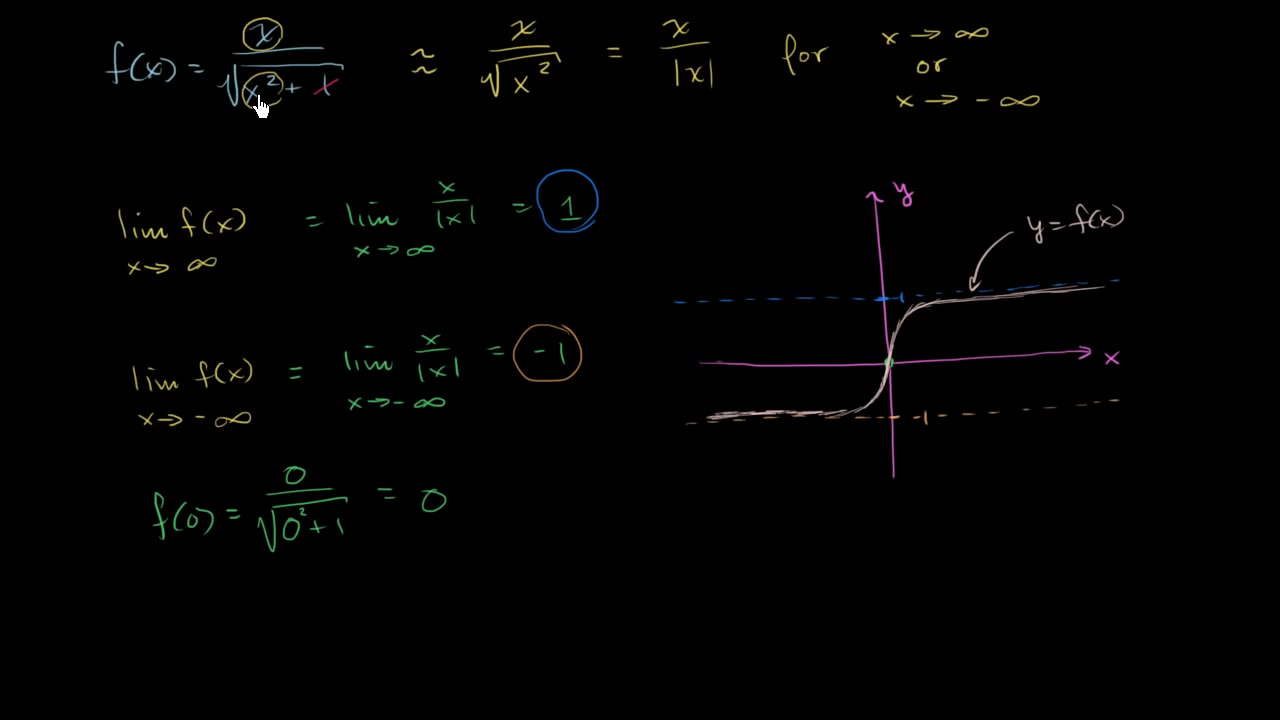 f(x) = x/√(x² + 1) ≈ x/√(x²) = x/|x| for x → ∞
or
x → - ∞
lim f(x) = lim x/|x| = 1
x → ∞ x → ∞
lim f(x) = lim x/|x| = -1
x → - ∞ x → - ∞
f(0) = 0/√(0² + 1) = 0
y
y = f(x)
1
x
-1